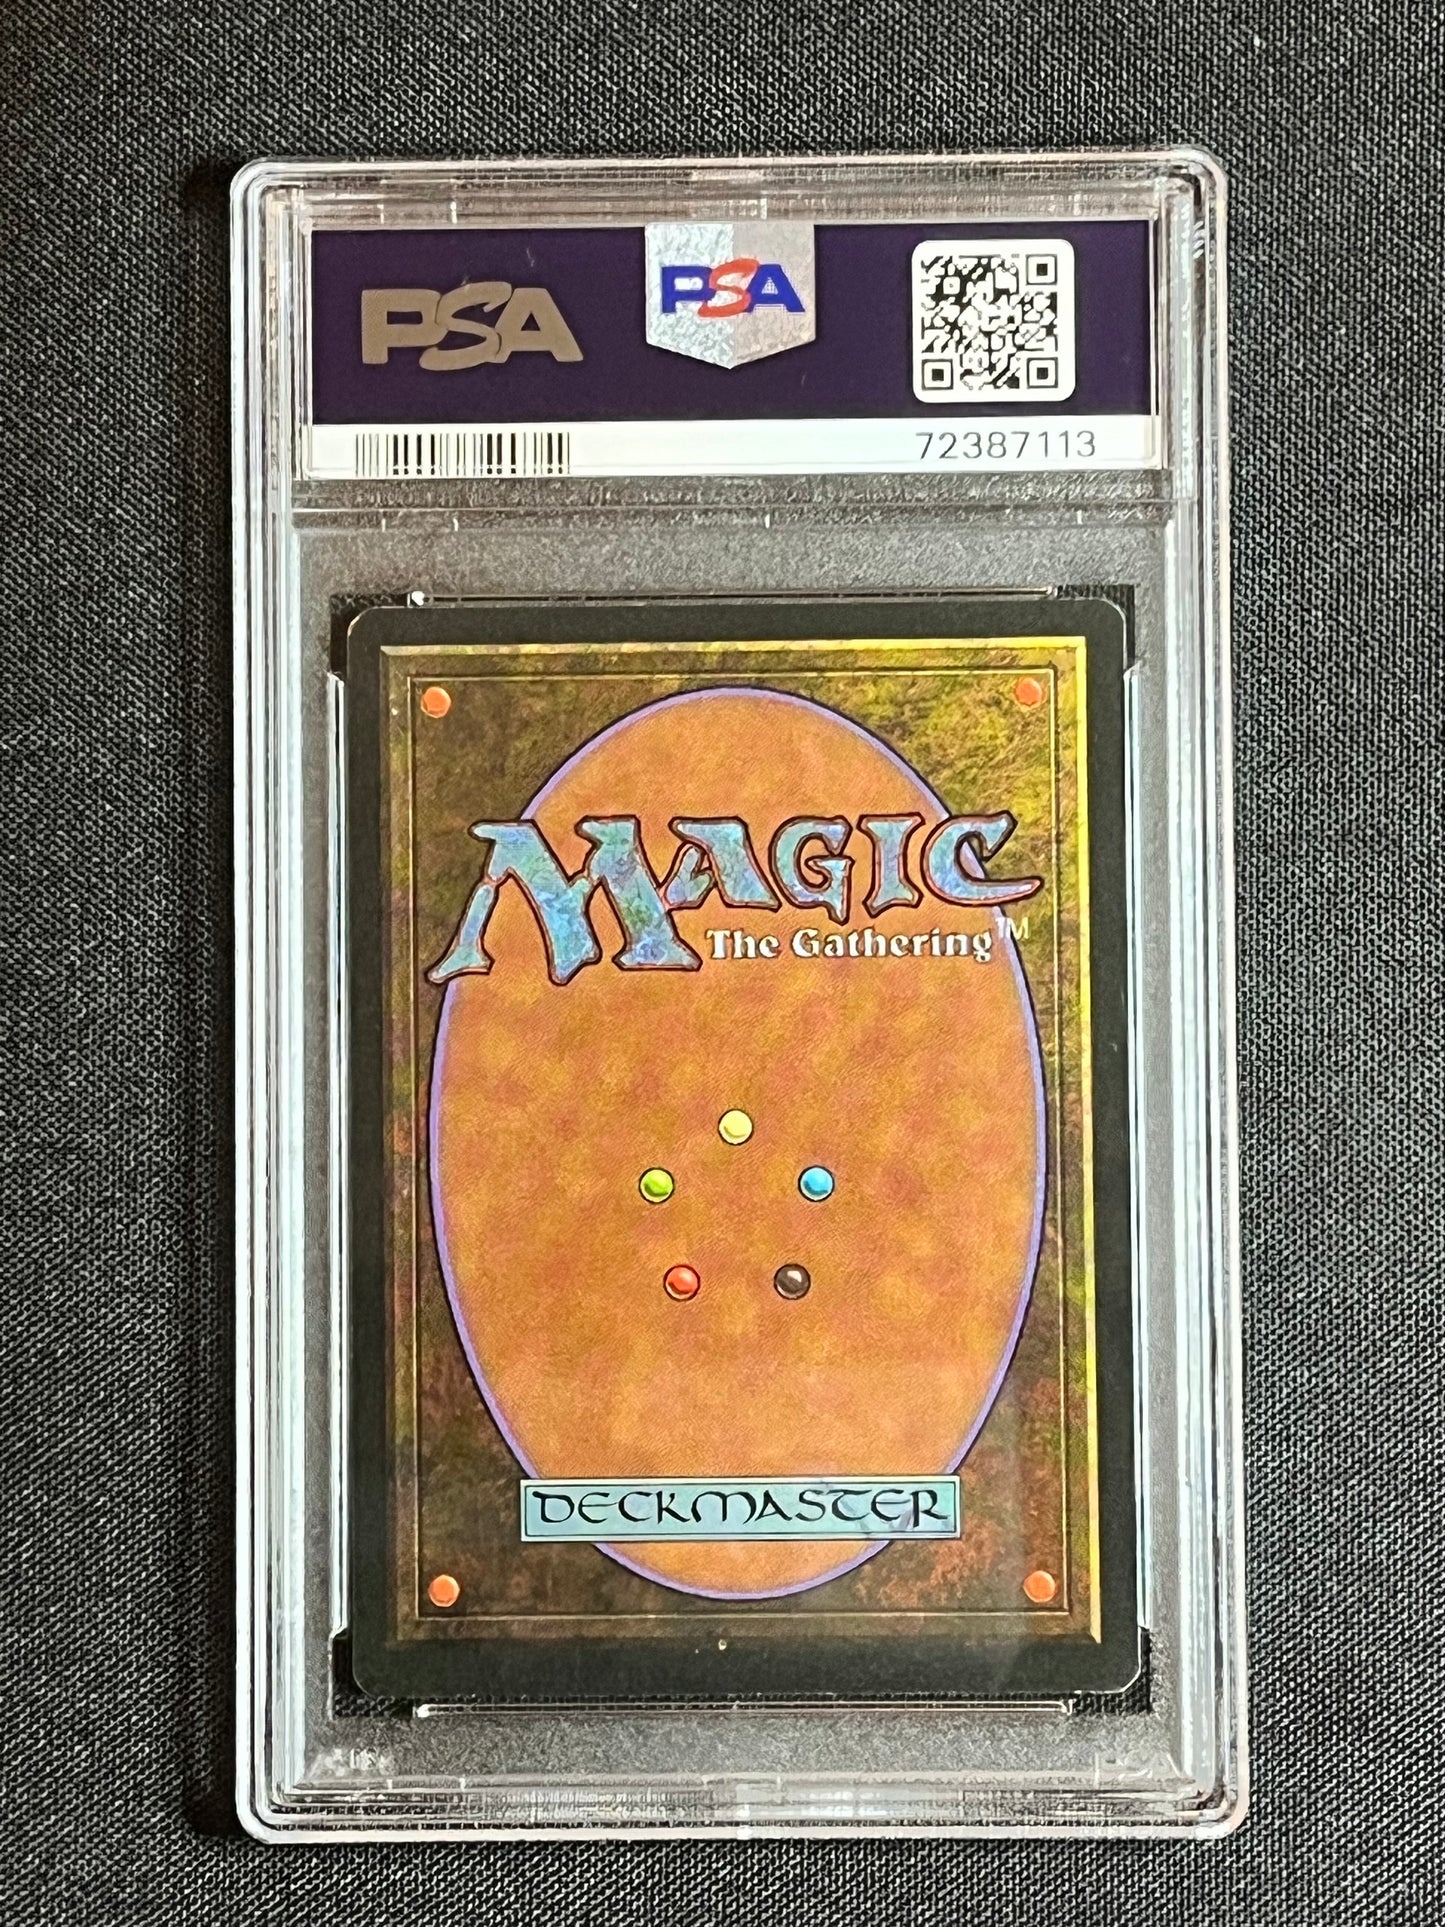 PSA
PSA
72387113
MAGIC
The Gathering™
DECKMASTER